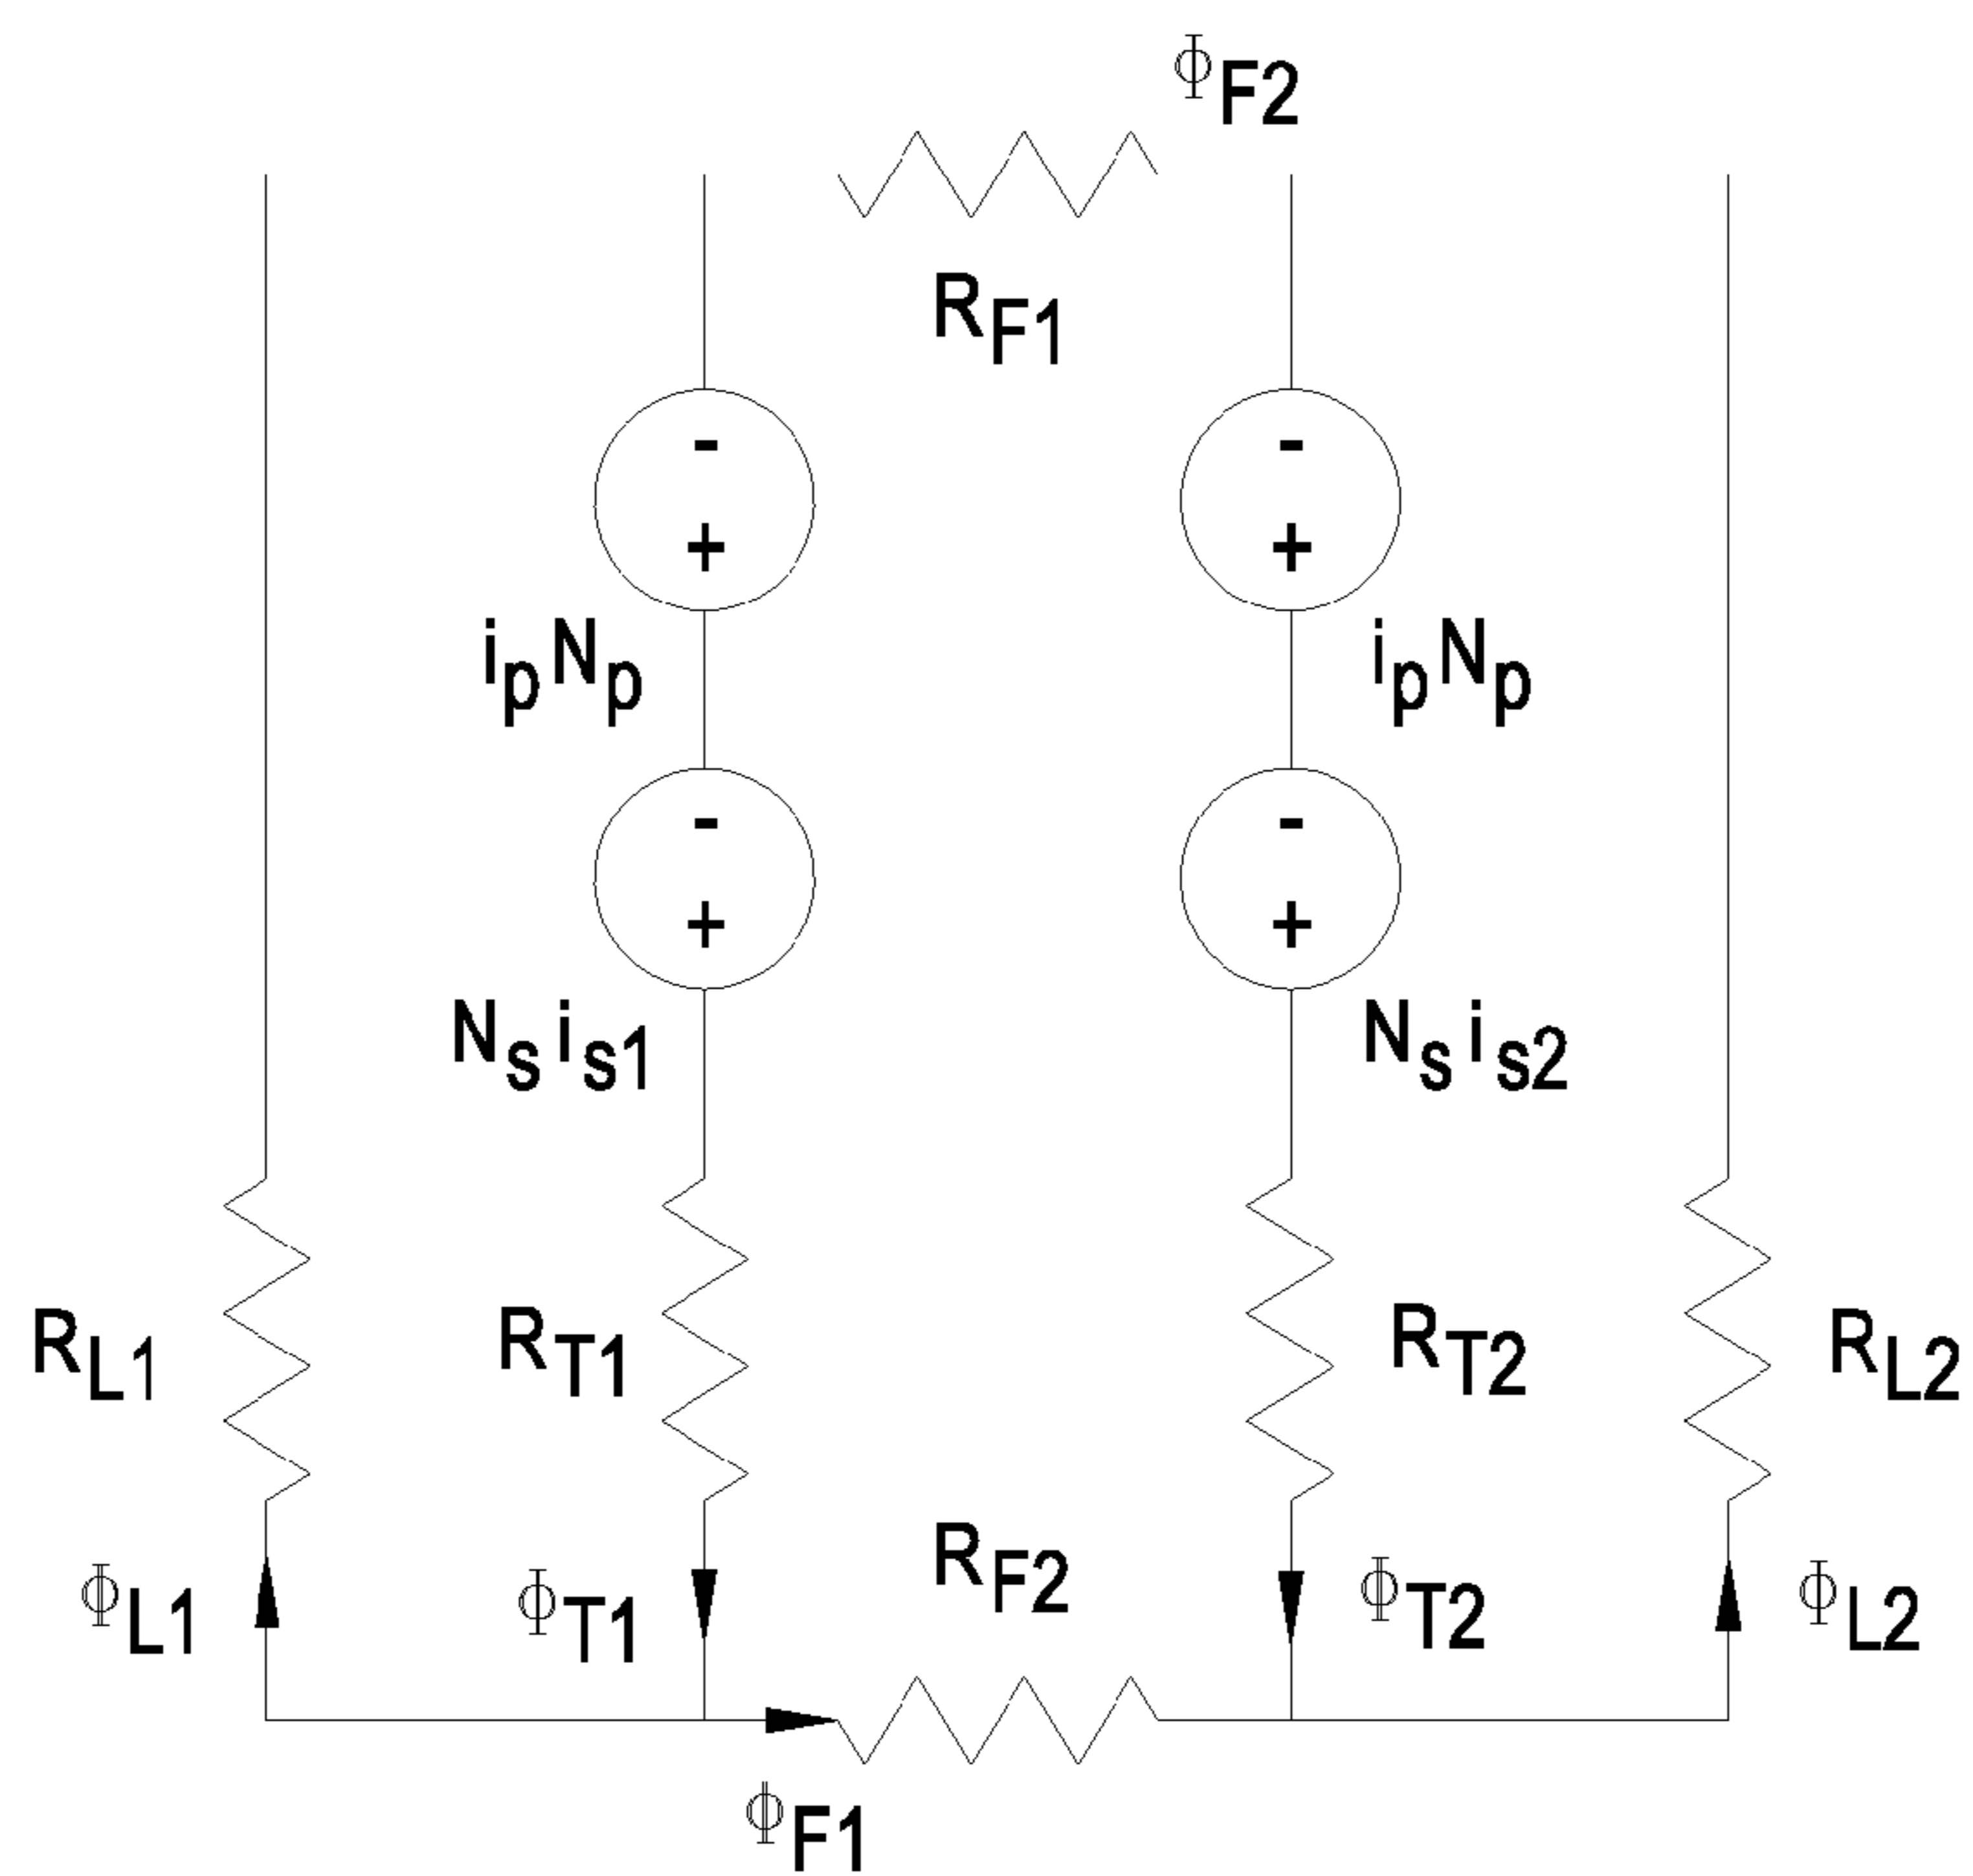 ΦF2
RF1
-
-
+
+
ipNp
ipNp
-
-
+
+
Nsis1
Nsis2
RL1
RT1
RT2
RL2
RF2
ΦL1
ΦT1
ΦT2
ΦL2
ΦF1